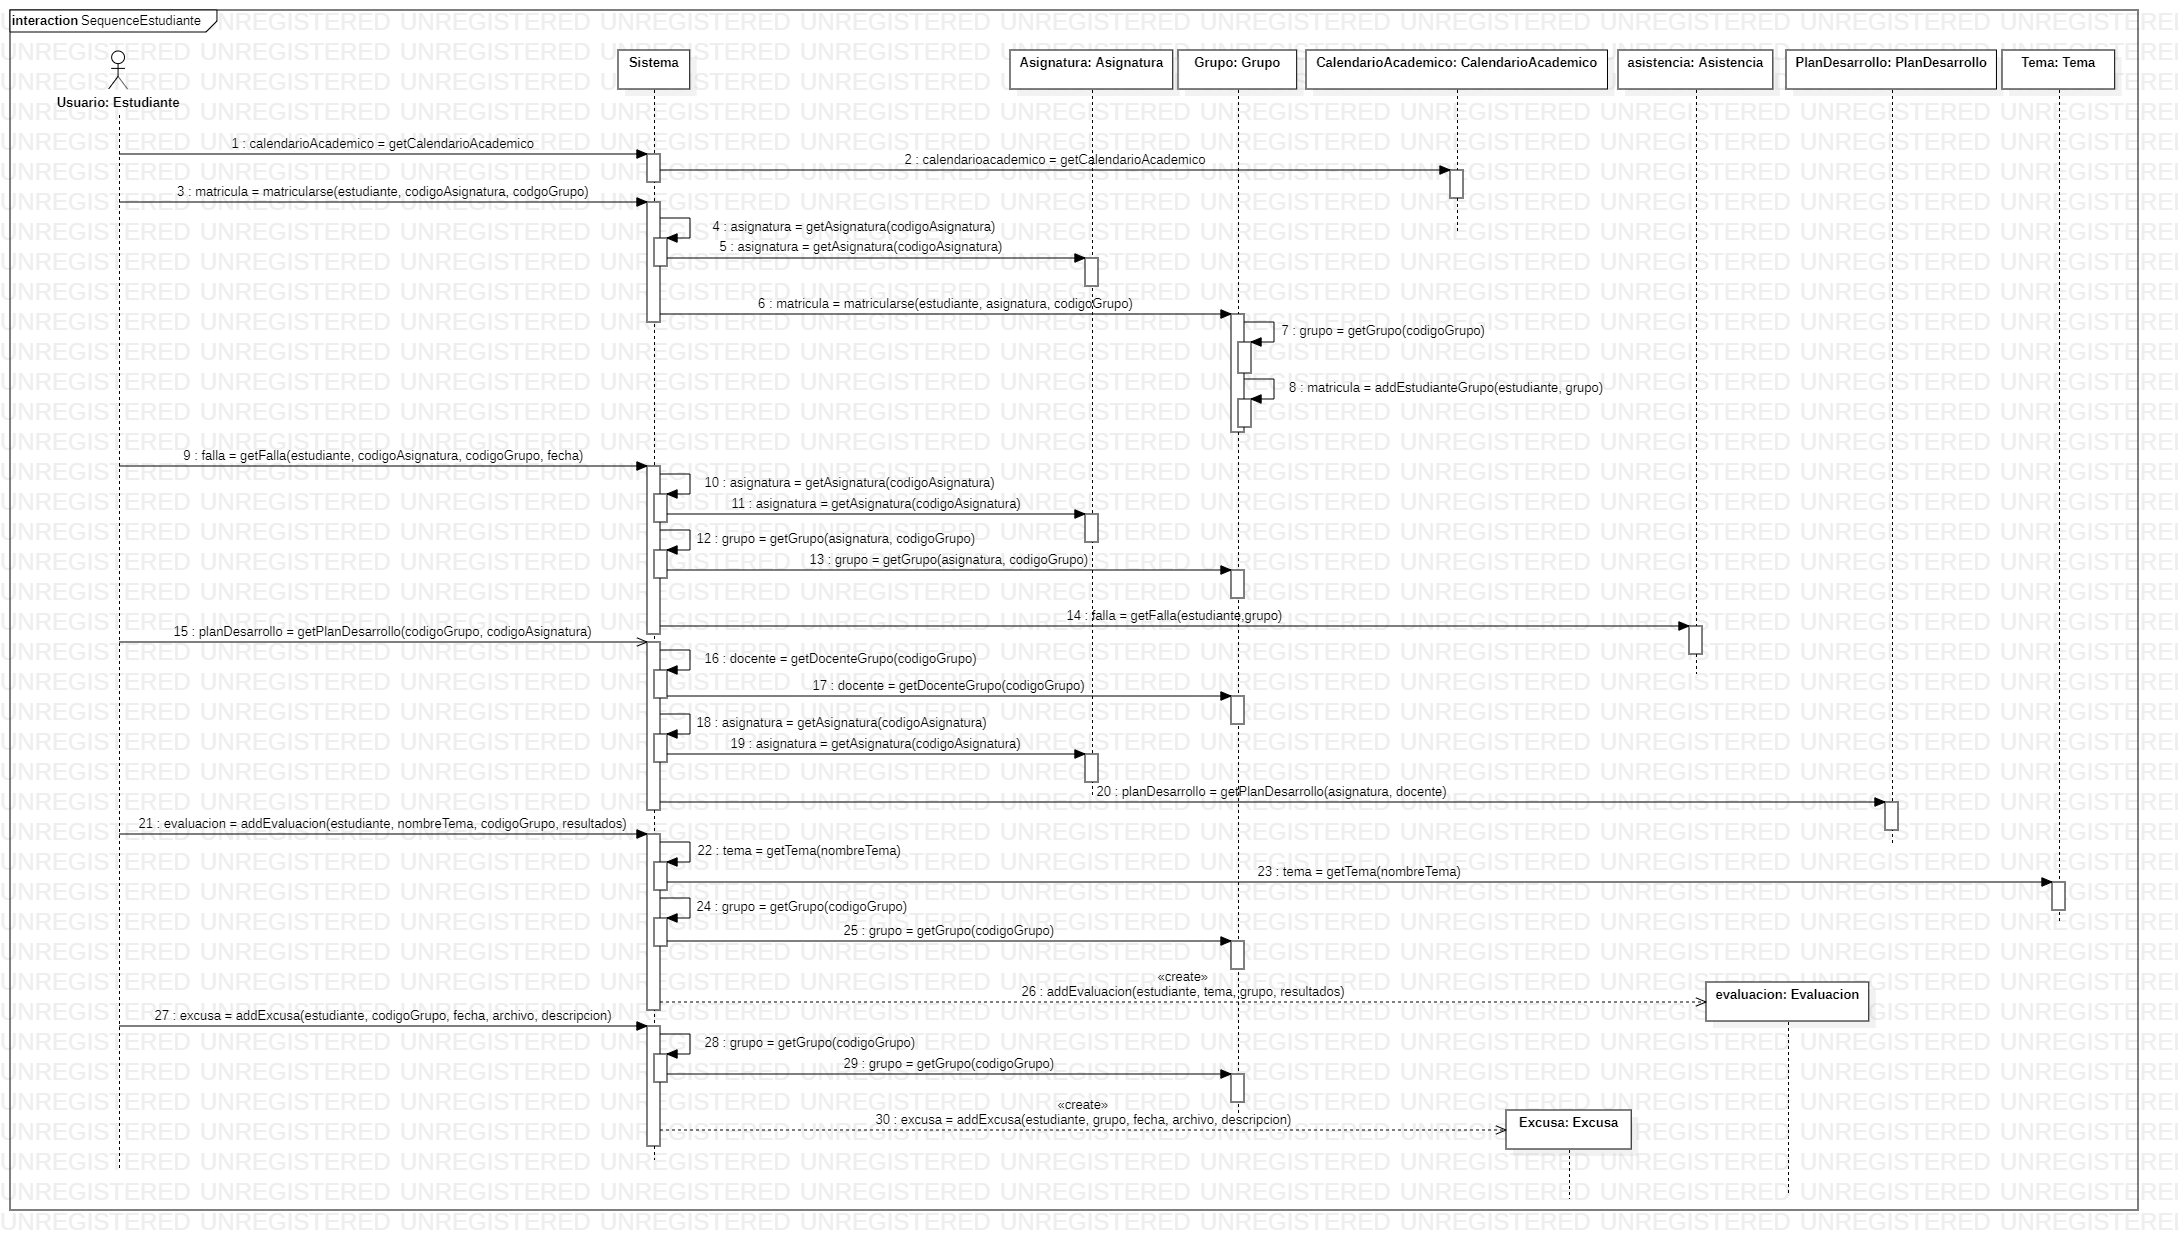 interaction SequenceEstudiante
Usuario: Estudiante
Sistema
Asignatura: Asignatura
Grupo: Grupo
CalendarioAcademico: CalendarioAcademico
asistencia: Asistencia
PlanDesarrollo: PlanDesarrollo
Tema: Tema
1 : calendarioAcademico = getCalendarioAcademico
2 : calendarioacademico = getCalendarioAcademico
3 : matricula = matricularse(estudiante, codigoAsignatura, codgoGrupo)
4 : asignatura = getAsignatura(codigoAsignatura)
5 : asignatura = getAsignatura(codigoAsignatura)
6 : matricula = matricularse(estudiante, asignatura, codigoGrupo)
7 : grupo = getGrupo(codigoGrupo)
8 : matricula = addEstudianteGrupo(estudiante, grupo)
9 : falla = getFalla(estudiante, codigoAsignatura, codigoGrupo, fecha)
10 : asignatura = getAsignatura(codigoAsignatura)
11 : asignatura = getAsignatura(codigoAsignatura)
12 : grupo = getGrupo(asignatura, codigoGrupo)
13 : grupo = getGrupo(asignatura, codigoGrupo)
14 : falla = getFalla(estudiante,grupo)
15 : planDesarrollo = getPlanDesarrollo(codigoGrupo, codigoAsignatura)
16 : docente = getDocenteGrupo(codigoGrupo)
17 : docente = getDocenteGrupo(codigoGrupo)
18 : asignatura = getAsignatura(codigoAsignatura)
19 : asignatura = getAsignatura(codigoAsignatura)
20 : planDesarrollo = getPlanDesarrollo(asignatura, docente)
21 : evaluacion = addEvaluacion(estudiante, nombreTema, codigoGrupo, resultados)
22 : tema = getTema(nombreTema)
23 : tema = getTema(nombreTema)
24 : grupo = getGrupo(codigoGrupo)
25 : grupo = getGrupo(codigoGrupo)
«create»
26 : addEvaluacion(estudiante, tema, grupo, resultados)
evaluacion: Evaluacion
27 : excusa = addExcusa(estudiante, codigoGrupo, fecha, archivo, descripcion)
28 : grupo = getGrupo(codigoGrupo)
29 : grupo = getGrupo(codigoGrupo)
«create»
30 : excusa = addExcusa(estudiante, grupo, fecha, archivo, descripcion)
Excusa: Excusa
UNREGISTERED